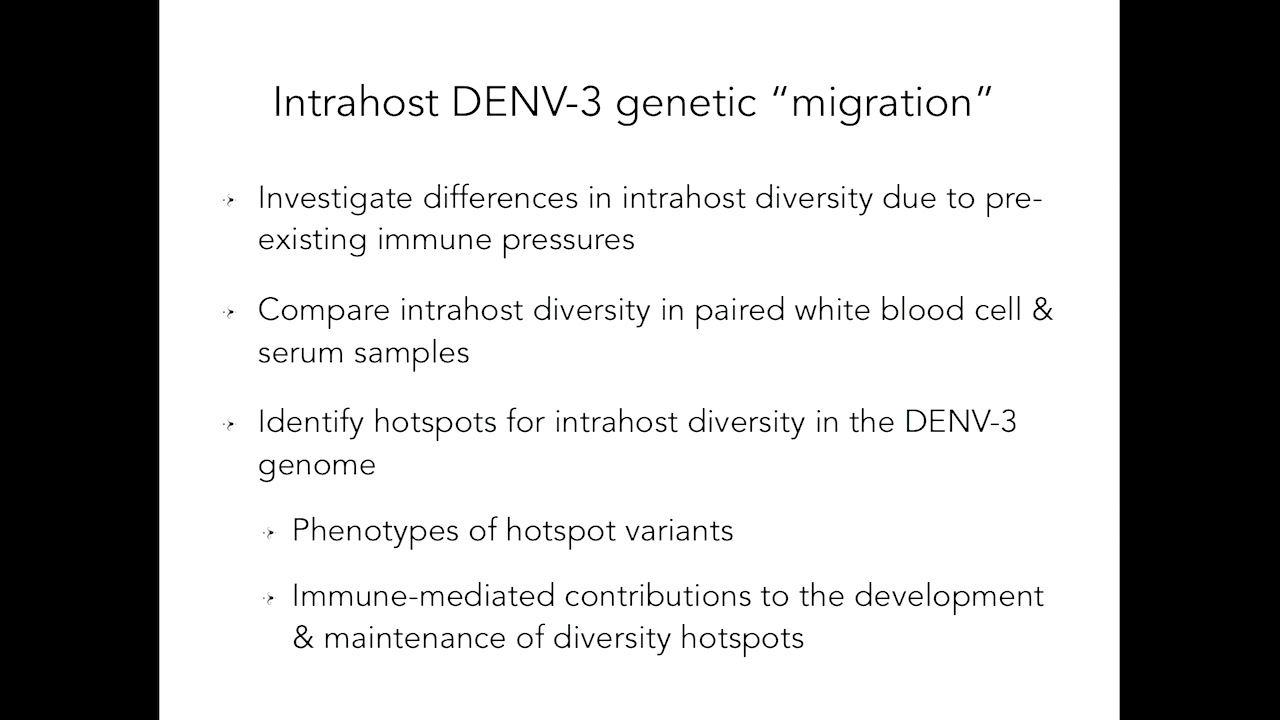 Intrahost DENV-3 genetic “migration”
Investigate differences in intrahost diversity due to pre-
existing immune pressures
Compare intrahost diversity in paired white blood cell &
serum samples
Identify hotspots for intrahost diversity in the DENV-3
genome
Phenotypes of hotspot variants
Immune-mediated contributions to the development
& maintenance of diversity hotspots